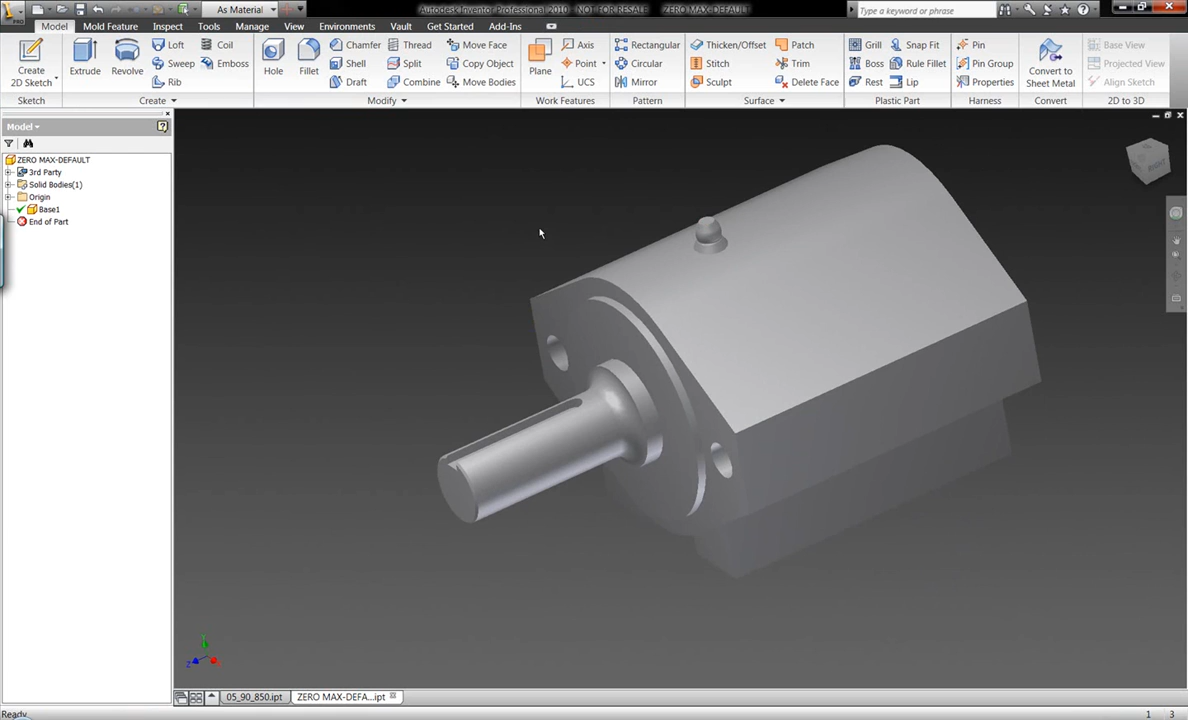 PRO
As Material
Autodesk Inventor Professional 2010 - NOT FOR RESALE ZERO MAX-DEFAULT
Type a keyword or phrase
Model Mold Feature Inspect Tools Manage View Environments Vault Get Started Add-Ins
Create 2D Sketch
Extrude
Revolve
Loft
Sweep
Rib
Coil
Emboss
Hole
Fillet
Chamfer
Shell
Draft
Thread
Split
Combine
Move Face
Copy Object
Move Bodies
Plane
Axis
Point
UCS
Rectangular
Circular
Mirror
Thicken/Offset
Stitch
Sculpt
Patch
Trim
Delete Face
Grill
Boss
Rest
Snap Fit
Rule Fillet
Lip
Pin
Pin Group
Properties
Convert to Sheet Metal
Base View
Projected View
Align Sketch
Sketch Create Modify Work Features Pattern Surface Plastic Part Harness Convert 2D to 3D
Model
ZERO MAX-DEFAULT
3rd Party
Solid Bodies(1)
Origin
Base1
End of Part
RIGHT
Y
Z
05_90_850.ipt
ZERO MAX-DEFA...ipt
Ready
1 3